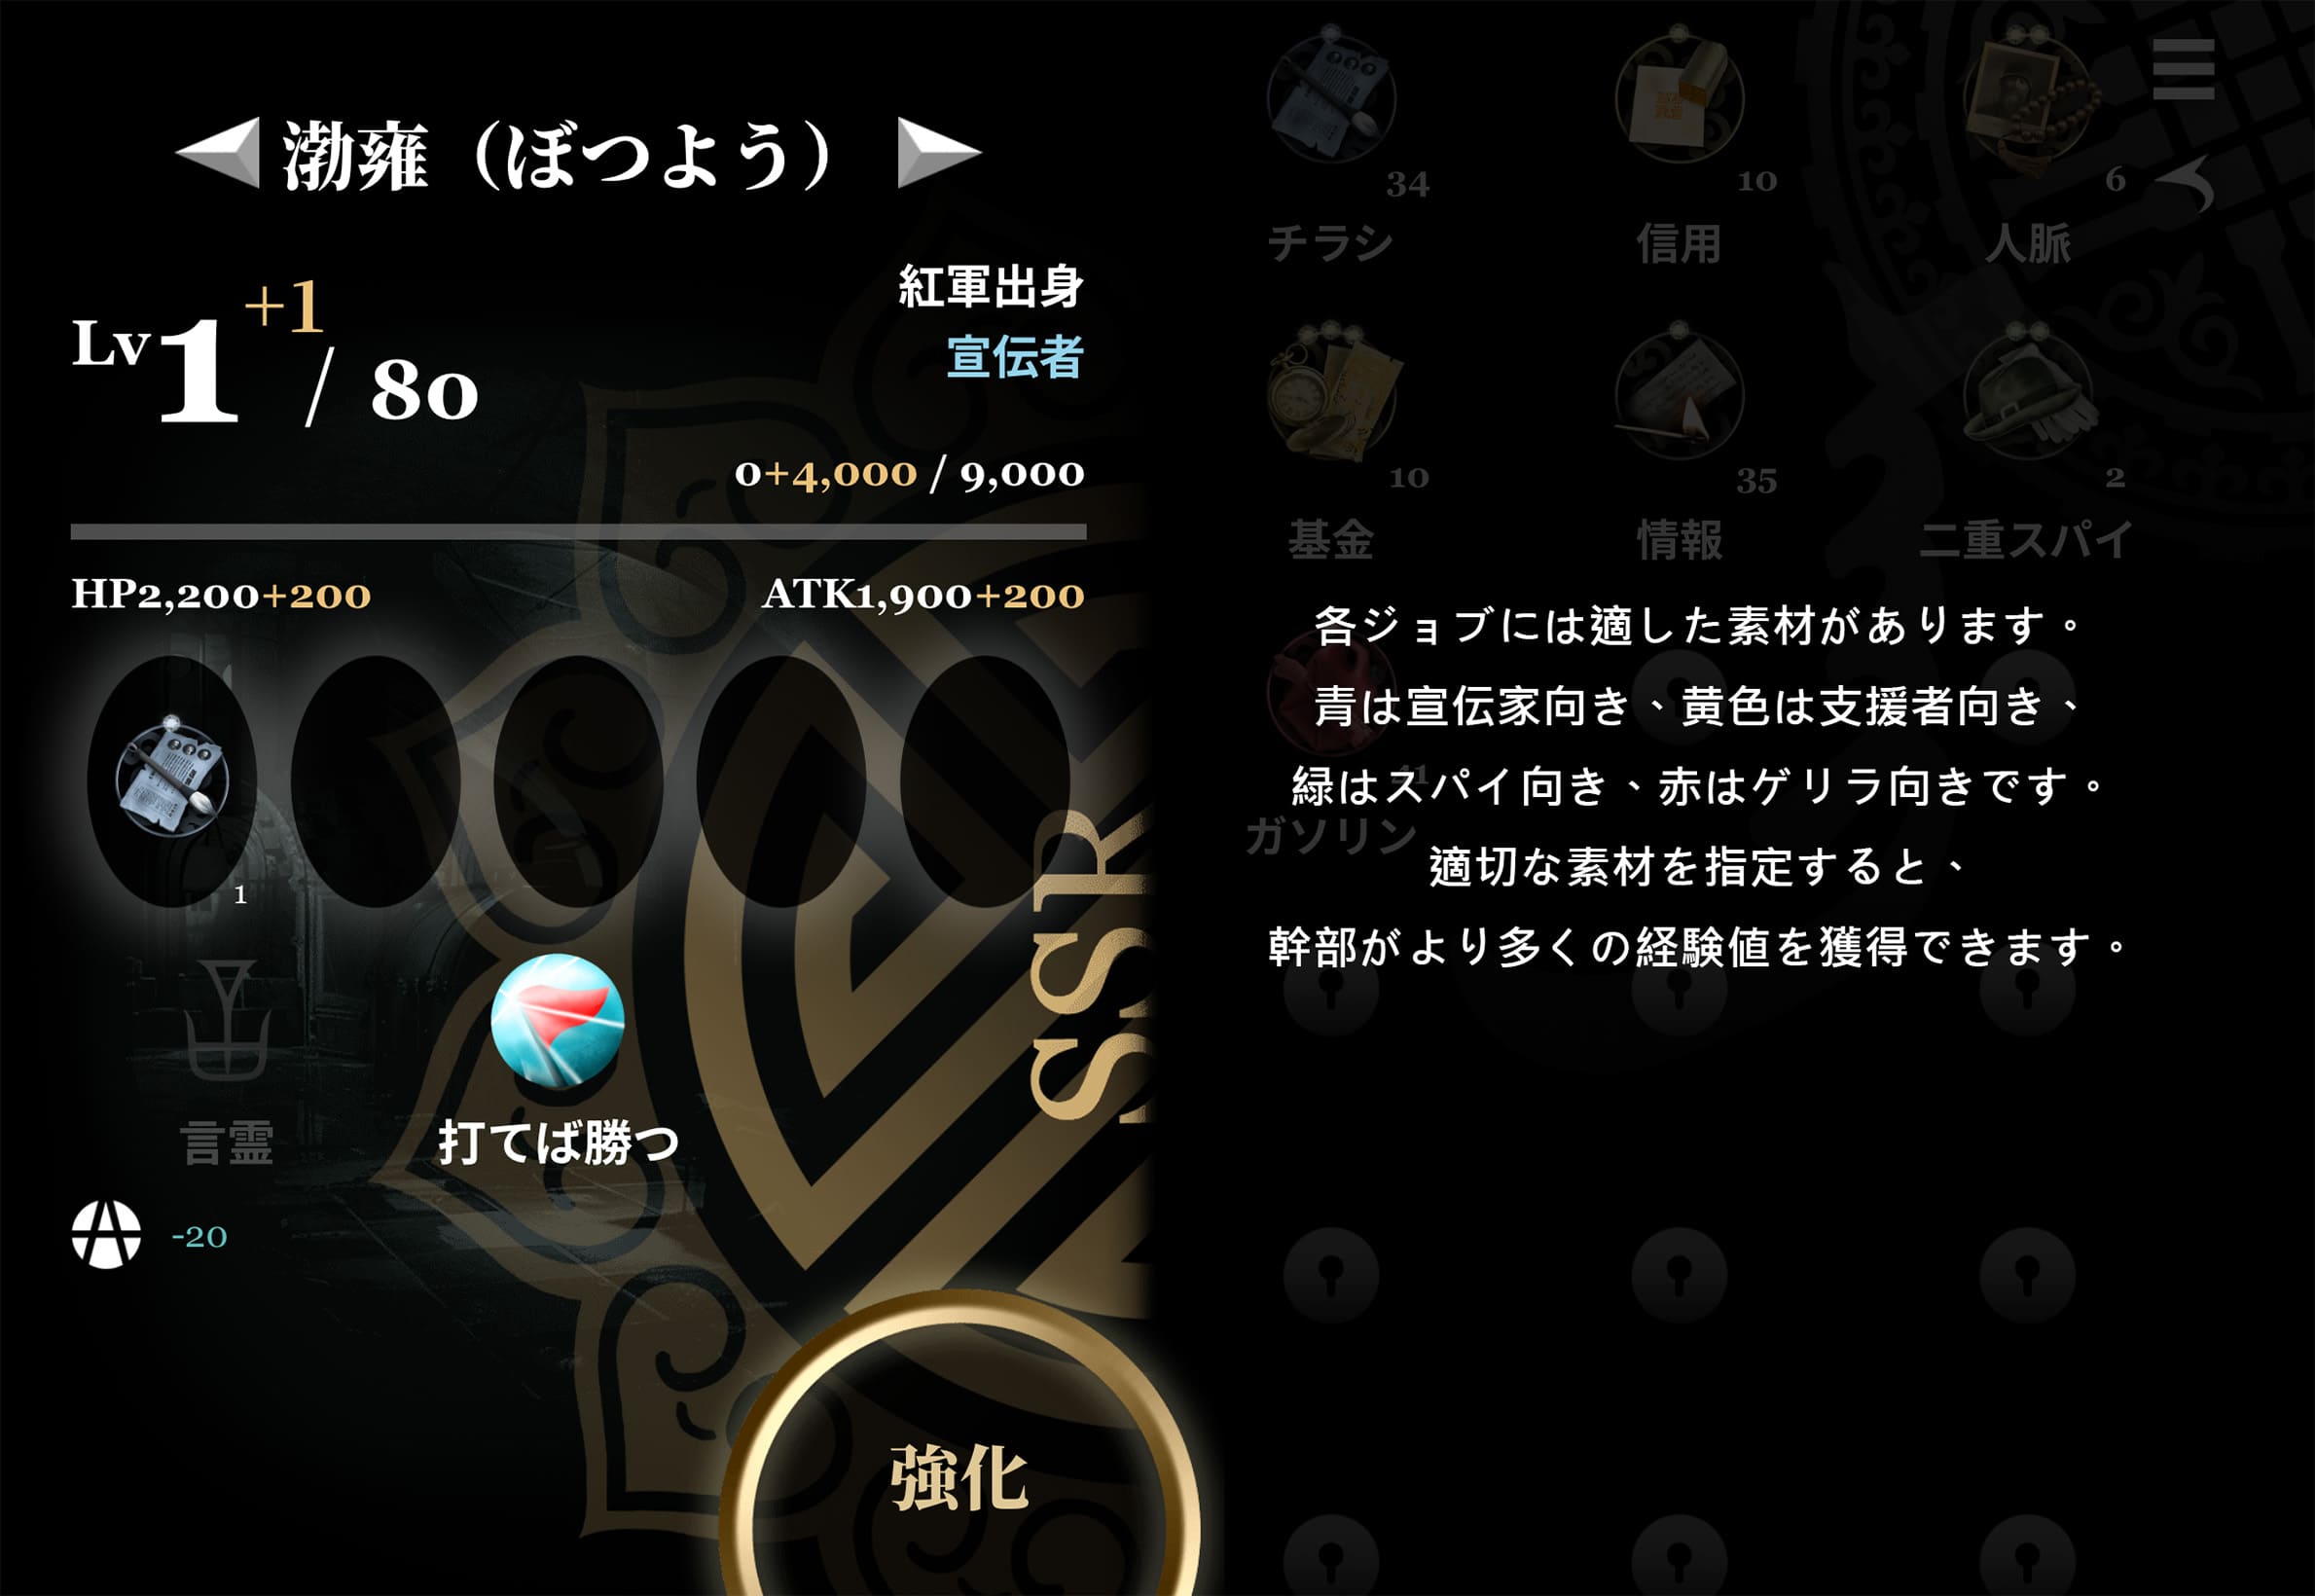 渤雍（ぼつよう）
Lv1+1 / 80
紅軍出身
宣伝者
0+4,000 / 9,000
HP2,200+200
ATK1,900+200
1
SSR
言霊
打てば勝つ
-20
強化
34
10
6
チラシ
信用
人脈
10
35
2
基金
情報
二重スパイ
各ジョブには適した素材があります。
青は宣伝家向き、黄色は支援者向き、
41
緑はスパイ向き、赤はゲリラ向きです。
ガソリン
適切な素材を指定すると、
幹部がより多くの経験値を獲得できます。